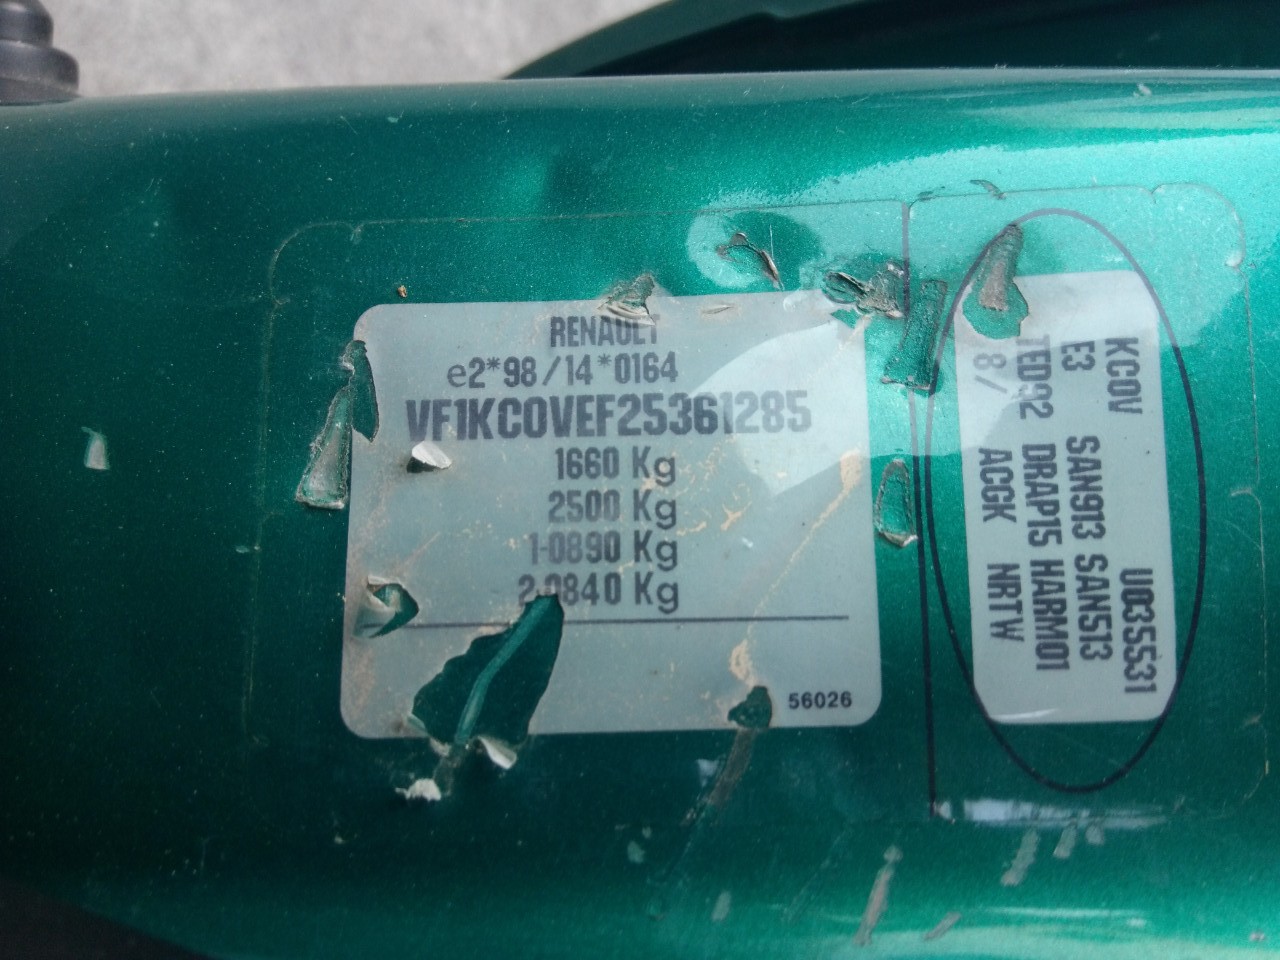 RENAULT
e2*98/14*0164
VF1KC0VEF25361285
1660 Kg
2500 Kg
1-0890 Kg
2-0840 Kg
56026
KC0V U035531
E3 SAN913 SAN513
TED92 DRAP15 HARM01
8/ ACGK NRTW